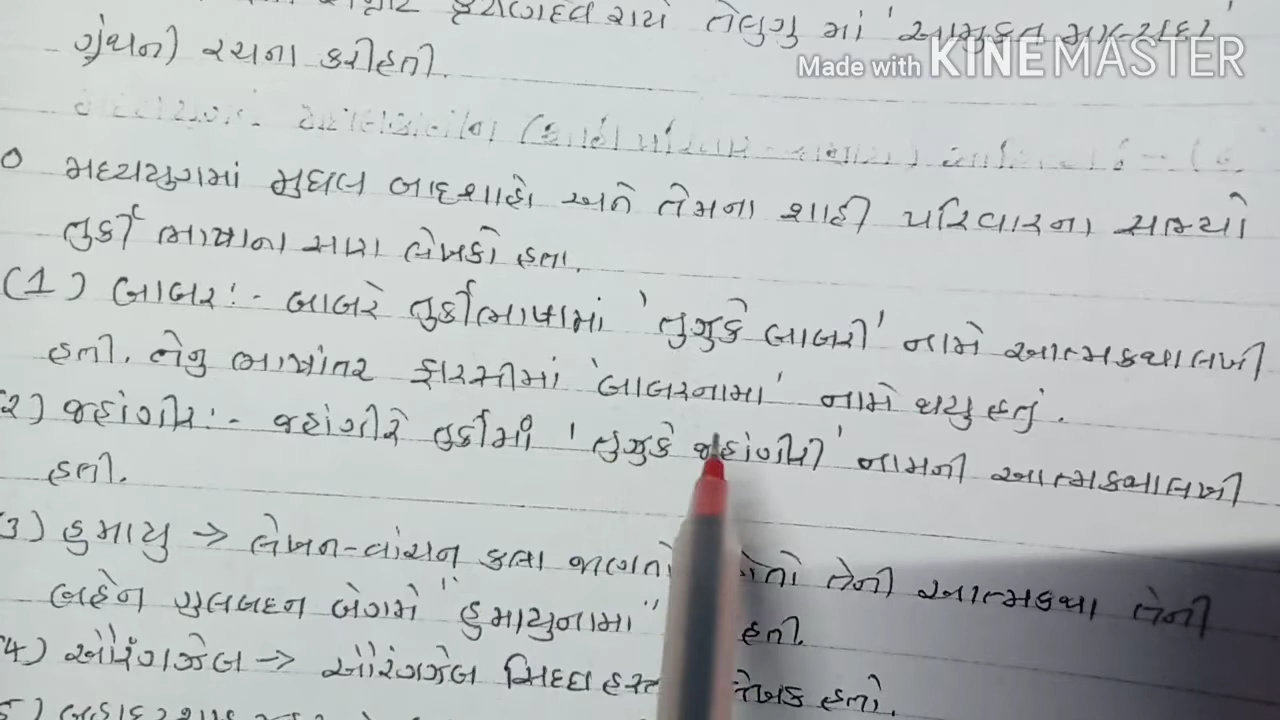 કૃષ્ણદેવ રાયે તેલુગુ માં 'આમુક્ત માલ્યાદા'
ગ્રંથની રચના કરીહતી.
Made with KINEMASTER
૦ મધ્યયુગમાં મુઘલ બાદશાહો અને તેમના શાહી પરિવારના સભ્યો
તુર્કી ભાષાના સારા લેખકો હતા.
(1) બાબર:- બાબરે તુર્કીભાષામાં 'તુઝુકે બાબરી' નામે આત્મકથા લખી
હતી. તેનુ ભાષાંતર ફારસીમાં 'બાબરનામા' નામે થયુ હતું.
2) જહાંગીર:- જહાંગીરે તુર્કીમાં 'તુઝુકે જહાંગીરી' નામની આત્મકથા લખી
હતી.
3) હુમાયુ → લેખન-વાંચન કલા જાણતો તેની આત્મકથા તેની
બહેન ગુલબદન બેગમે "હુમાયુનામા" હતી.
4) ઔરંગઝેબ → ઔરંગઝેબ સિધ્ધહસ્ત લેખક હતો.